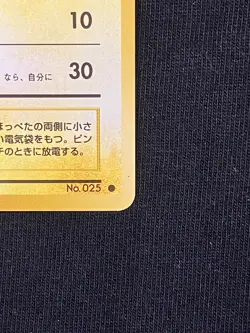 10
なら、自分に 30
ほっぺたの両側に小さ
い電気袋をもつ。ピン
チのときに放電する。
No. 025 ●